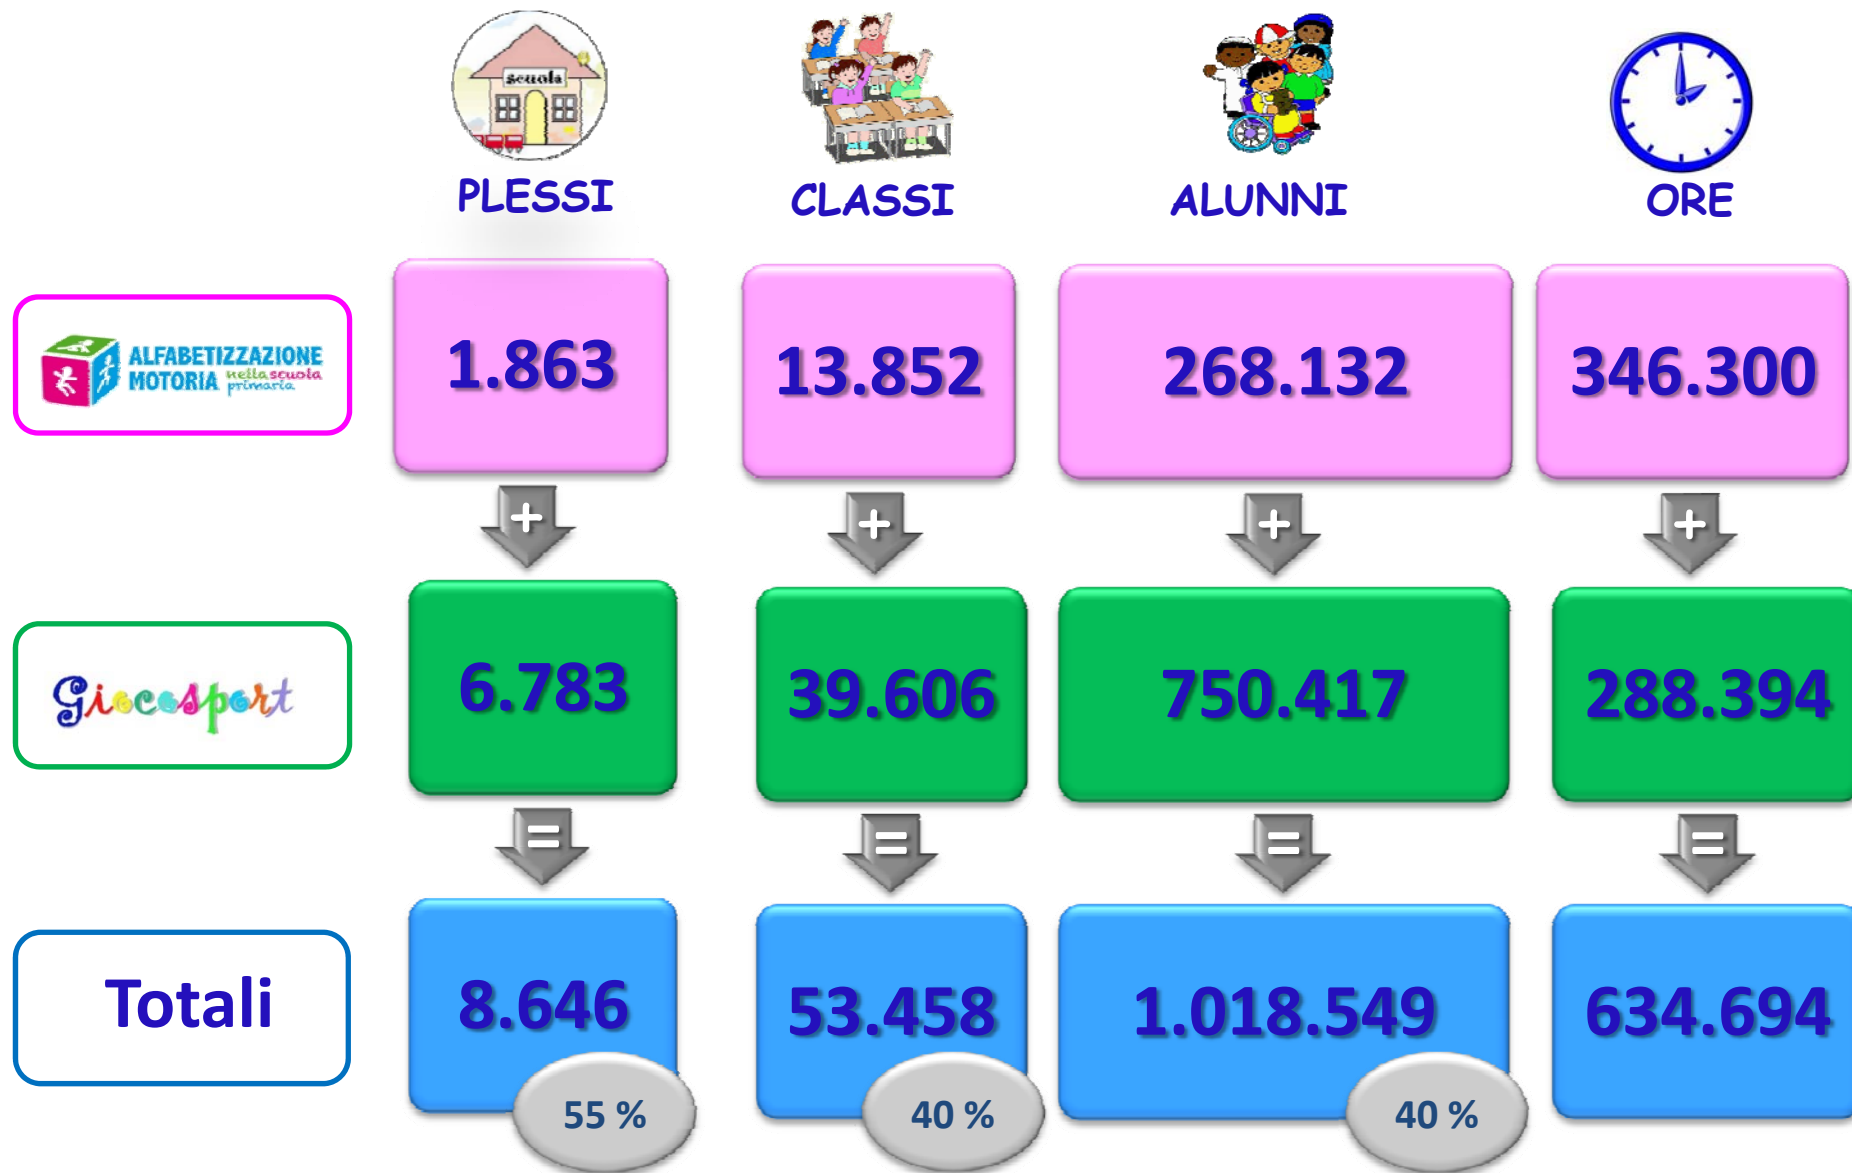 scuola
PLESSI
CLASSI
ALUNNI
ORE
ALFABETIZZAZIONE
MOTORIA nella scuola
primaria
1.863
13.852
268.132
346.300
+
+
+
+
Giocosport
6.783
39.606
750.417
288.394
=
=
=
=
Totali
8.646
53.458
1.018.549
634.694
55 %
40 %
40 %